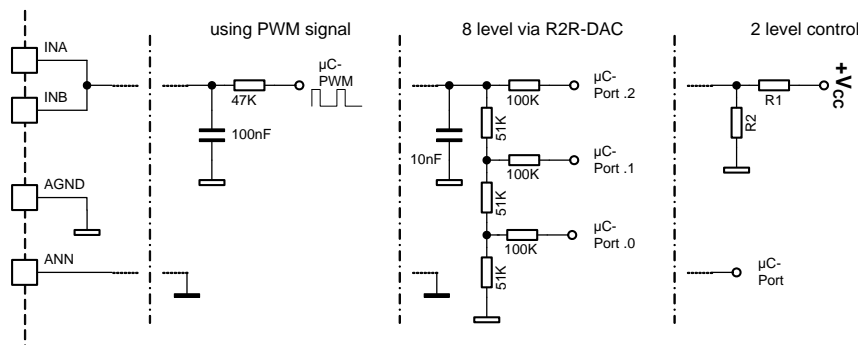 using PWM signal
8 level via R2R-DAC
2 level control
INA
INB
AGND
ANN
47K
µC-
PWM
100nF
100K
µC-
Port .2
51K
10nF
100K
µC-
Port .1
51K
100K
µC-
Port .0
51K
R1
+VCC
R2
µC-
Port